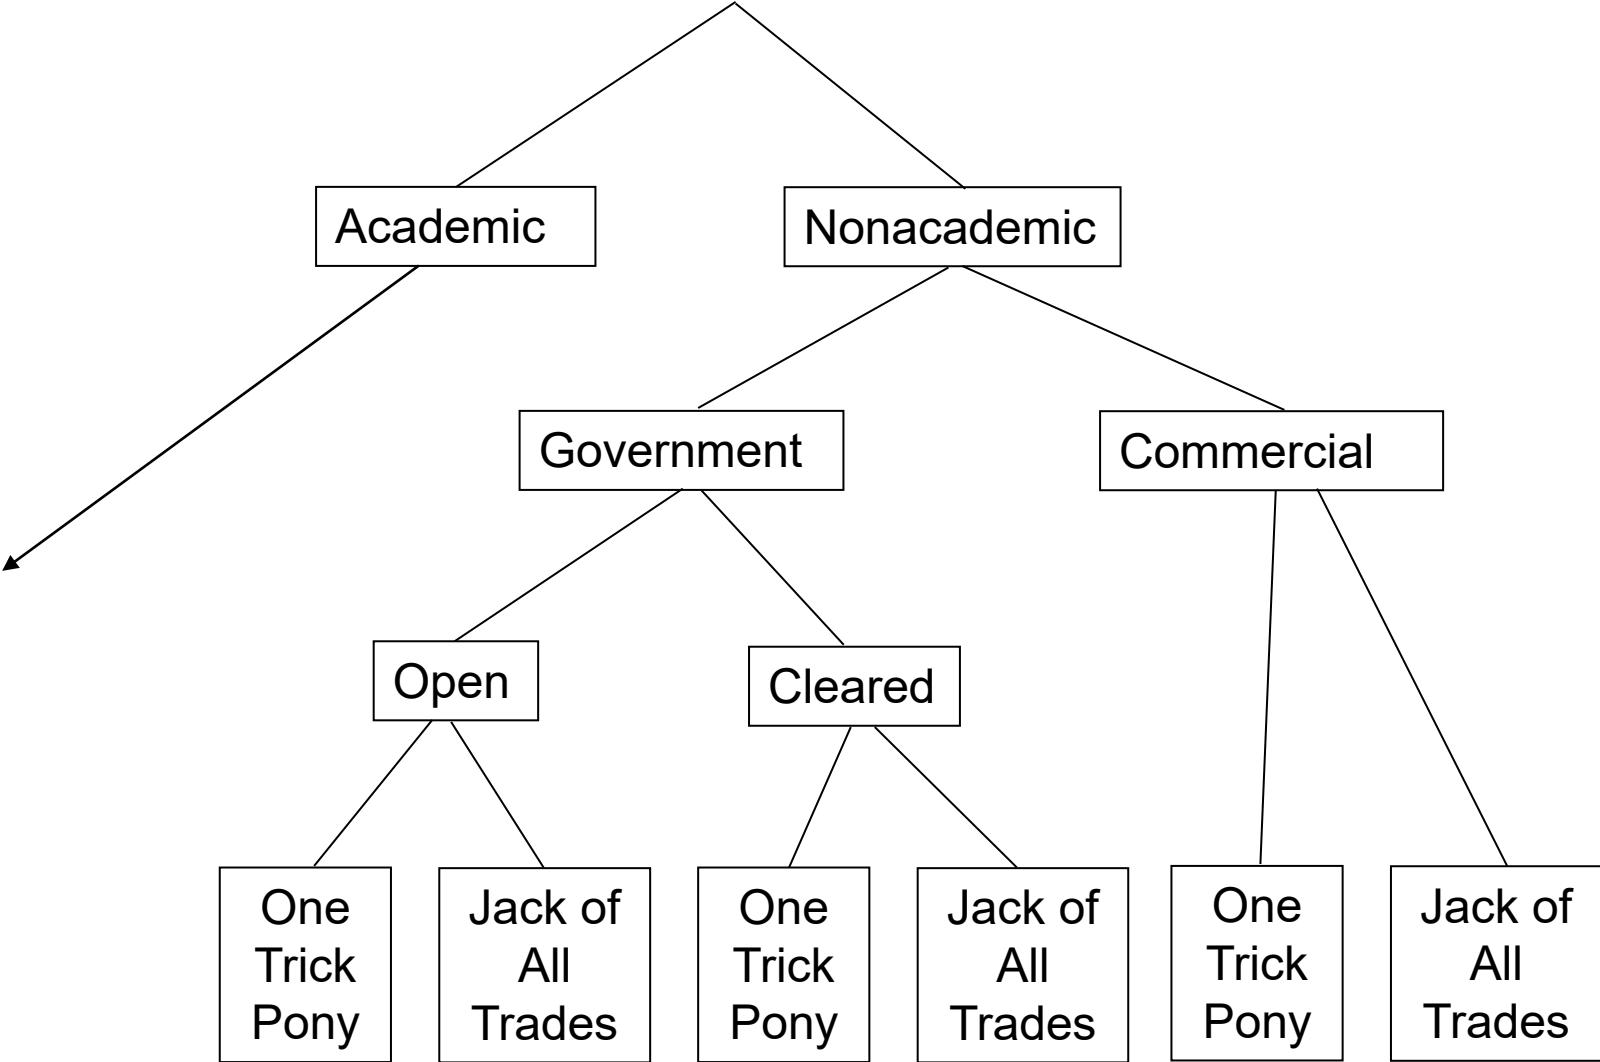 Academic
Nonacademic
Government
Commercial
Open
Cleared
One
Trick
Pony
Jack of
All
Trades
One
Trick
Pony
Jack of
All
Trades
One
Trick
Pony
Jack of
All
Trades